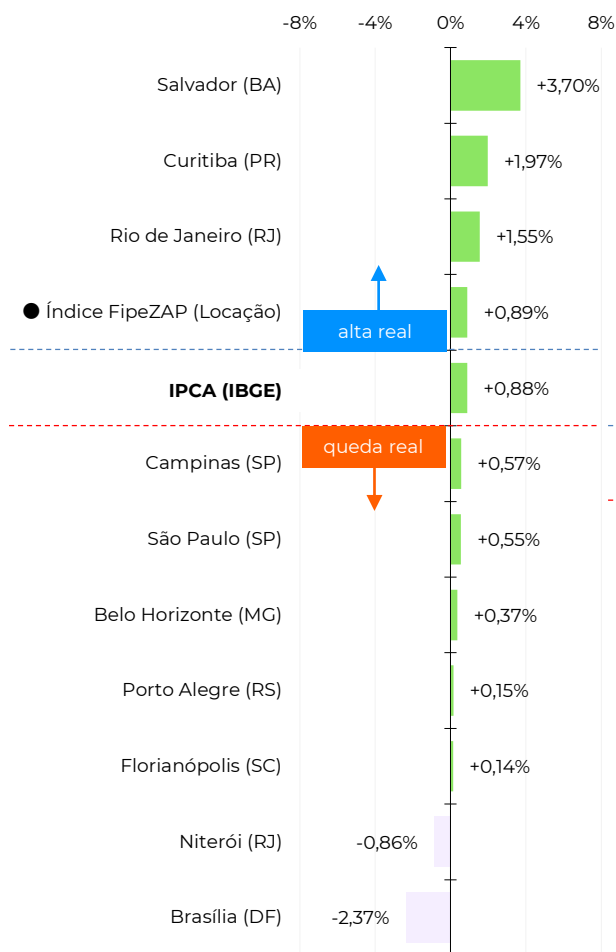 -8% -4% 0% 4% 8%
Salvador (BA) +3,70%
Curitiba (PR) +1,97%
Rio de Janeiro (RJ) +1,55%
Índice FipeZAP (Locação) +0,89%
alta real
IPCA (IBGE) +0,88%
queda real
Campinas (SP) +0,57%
São Paulo (SP) +0,55%
Belo Horizonte (MG) +0,37%
Porto Alegre (RS) +0,15%
Florianópolis (SC) +0,14%
Niterói (RJ) -0,86%
Brasília (DF) -2,37%